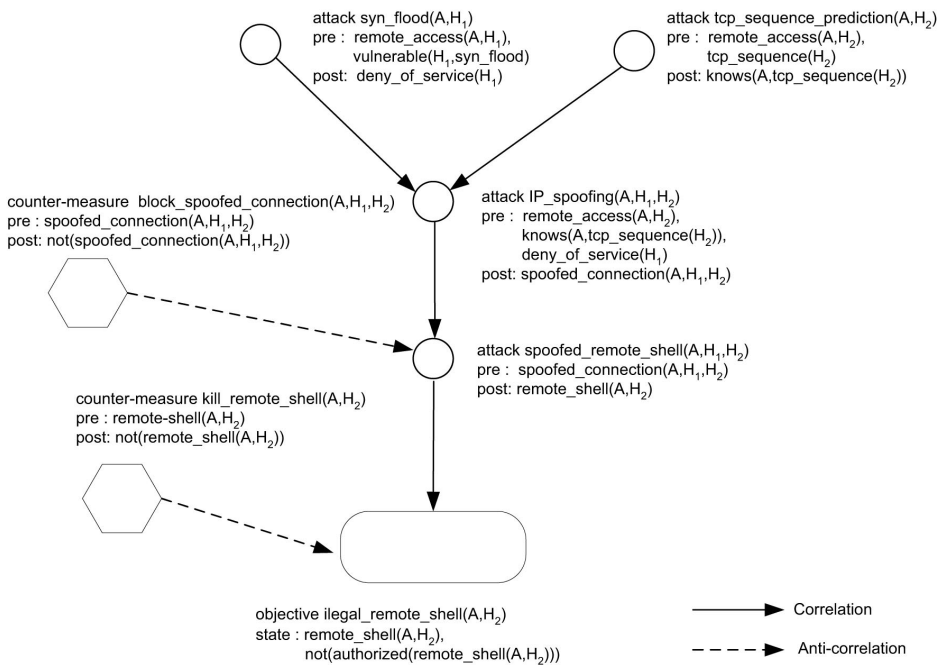 attack syn_flood(A,H₁)
pre : remote_access(A,H₁),
vulnerable(H₁,syn_flood)
post: deny_of_service(H₁)
attack tcp_sequence_prediction(A,H₂)
pre : remote_access(A,H₂),
tcp_sequence(H₂)
post: knows(A,tcp_sequence(H₂))
counter-measure block_spoofed_connection(A,H₁,H₂)
pre : spoofed_connection(A,H₁,H₂)
post: not(spoofed_connection(A,H₁,H₂))
attack IP_spoofing(A,H₁,H₂)
pre : remote_access(A,H₂),
knows(A,tcp_sequence(H₂)),
deny_of_service(H₁)
post: spoofed_connection(A,H₁,H₂)
attack spoofed_remote_shell(A,H₁,H₂)
pre : spoofed_connection(A,H₁,H₂)
post: remote_shell(A,H₂)
counter-measure kill_remote_shell(A,H₂)
pre : remote-shell(A,H₂)
post: not(remote_shell(A,H₂))
objective ilegal_remote_shell(A,H₂)
state : remote_shell(A,H₂),
not(authorized(remote_shell(A,H₂)))
Correlation
Anti-correlation